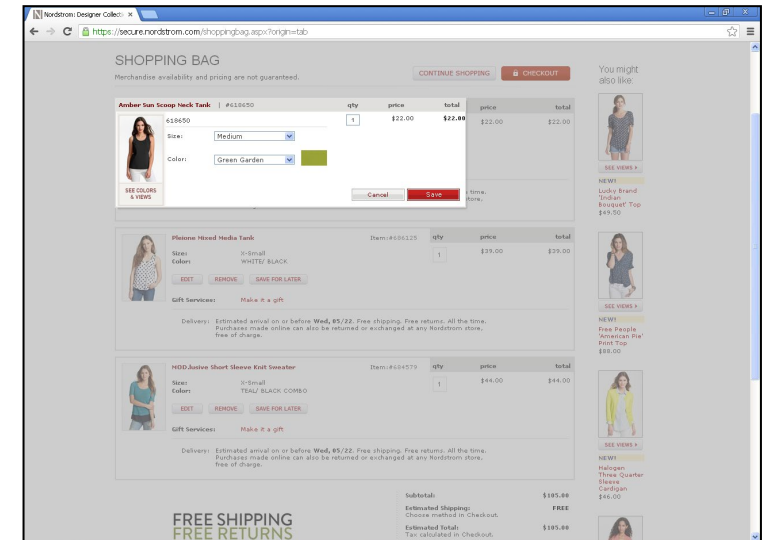 Nordstrom: Designer Collectio
https://secure.nordstrom.com/shoppingbag.aspx?origin=tab
SHOPPING BAG
Merchandise availability and pricing are not guaranteed.
CONTINUE SHOPPING
CHECKOUT
You might
also like:
Amber Sun Scoop Neck Tank | #618650
qty price total
618650
1 $22.00 $22.00
Size: Medium
Color: Green Garden
SEE COLORS
& VIEWS
Cancel Save
price total
$22.00 $22.00
time.
store,
SEE VIEWS
NEW!
Lucky Brand
'Indian
Bouquet' Top
$49.50
Pleione Mixed Media Tank Item:#606125 qty price total
Size: X-Small 1 $39.00 $39.00
Color: WHITE/ BLACK
EDIT REMOVE SAVE FOR LATER
Gift Services: Make it a gift
Delivery: Estimated arrival on or before Wed, 05/22. Free shipping. Free returns. All the time.
Purchases made online can also be returned or exchanged at any Nordstrom store,
free of charge.
SEE VIEWS
NEW!
Free People
'American Pie'
Print Top
$88.00
MOD.lusive Short Sleeve Knit Sweater Item:#684579 qty price total
Size: X-Small 1 $44.00 $44.00
Color: TEAL/ BLACK COMBO
EDIT REMOVE SAVE FOR LATER
Gift Services: Make it a gift
Delivery: Estimated arrival on or before Wed, 05/22. Free shipping. Free returns. All the time.
Purchases made online can also be returned or exchanged at any Nordstrom store,
free of charge.
SEE VIEWS
NEW!
Halogen
Three Quarter
Sleeve
Cardigan
$46.00
Subtotal: $105.00
Estimated Shipping: FREE
Choose method in Checkout.
Estimated Total: $105.00
Tax calculated in Checkout.
FREE SHIPPING
FREE RETURNS